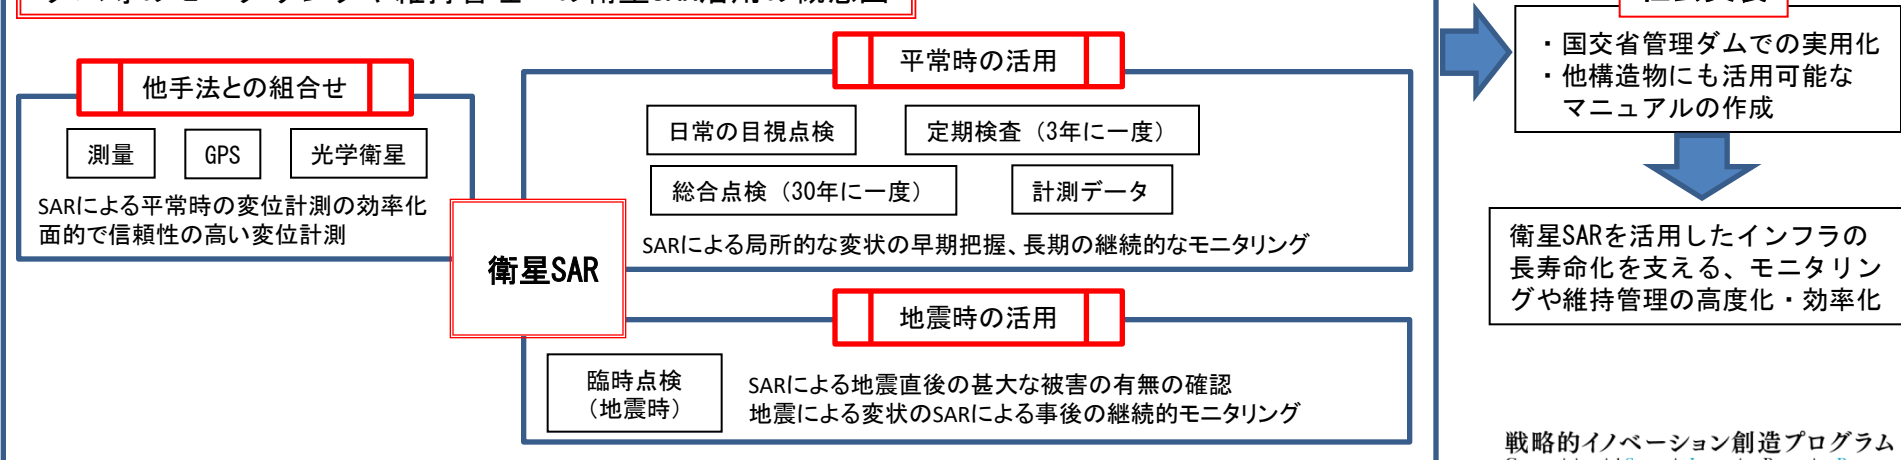 他手法との組合せ
測量
GPS
光学衛星
SARによる平常時の変位計測の効率化
面的で信頼性の高い変位計測
衛星SAR
平常時の活用
日常の目視点検
定期検査（3年に一度）
総合点検（30年に一度）
計測データ
SARによる局所的な変状の早期把握、長期の継続的なモニタリング
地震時の活用
臨時点検
（地震時）
SARによる地震直後の甚大な被害の有無の確認
地震による変状のSARによる事後の継続的モニタリング
・国交省管理ダムでの実用化
・他構造物にも活用可能な
マニュアルの作成
衛星SARを活用したインフラの
長寿命化を支える、モニタリン
グや維持管理の高度化・効率化
戦略的イノベーション創造プログラム